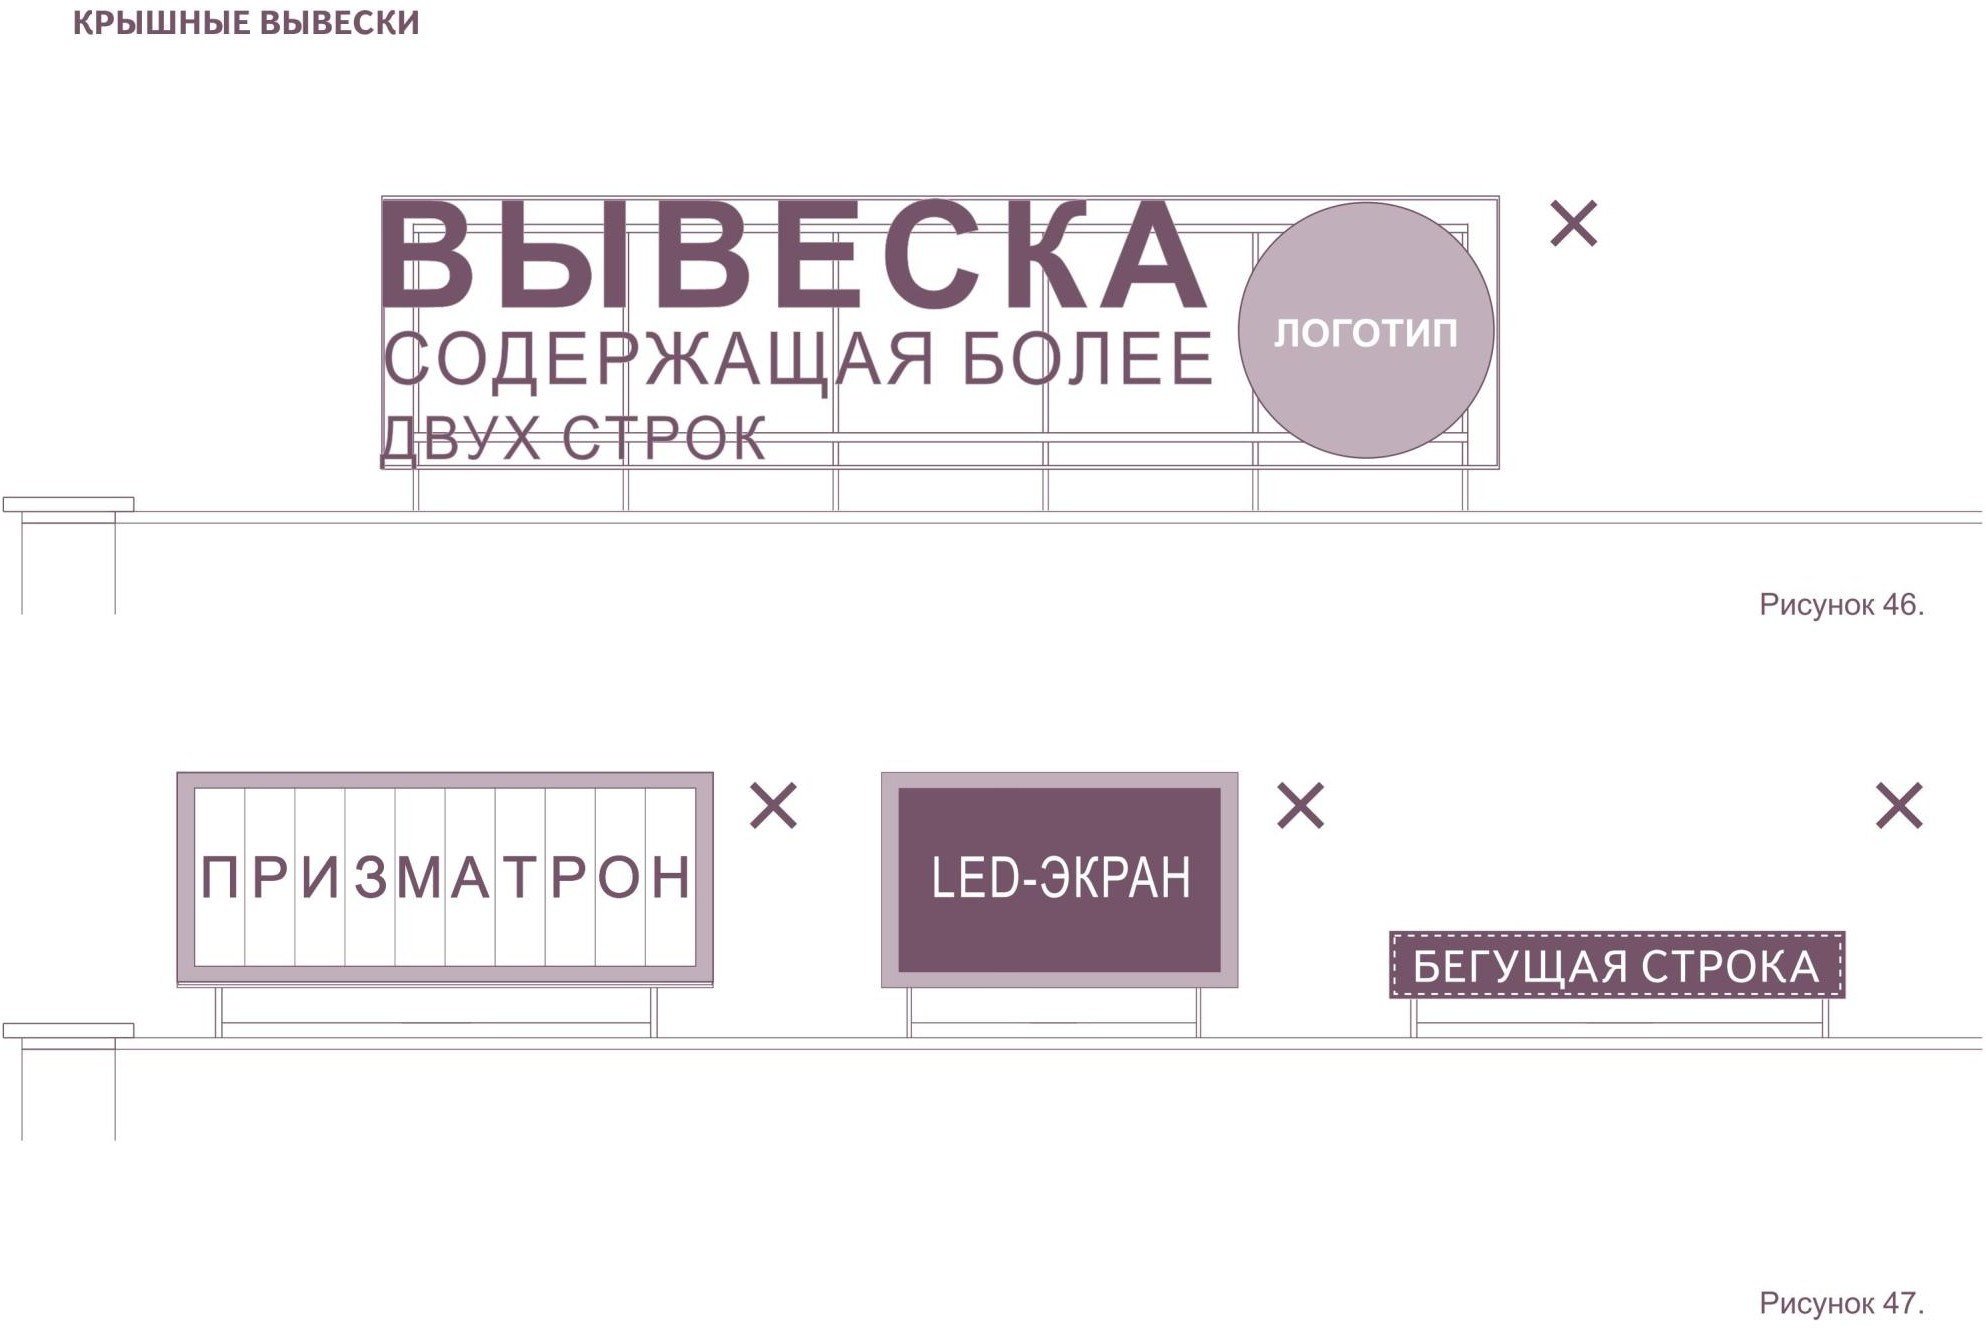 КРЫШНЫЕ ВЫВЕСКИ
ВЫВЕСКА
СОДЕРЖАЩАЯ БОЛЕЕ
ДВУХ СТРОК
ЛОГОТИП
Рисунок 46.
ПРИЗМАТРОН
LED-ЭКРАН
БЕГУЩАЯ СТРОКА
Рисунок 47.